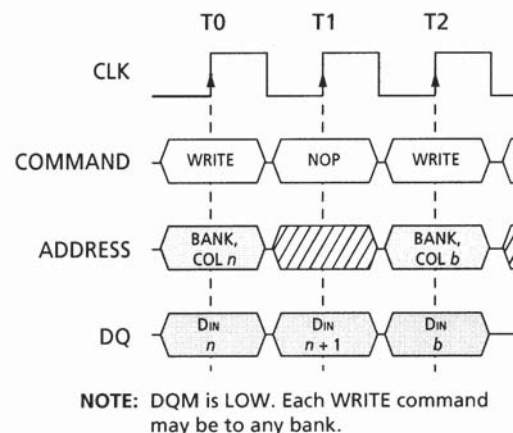 T0 T1 T2
CLK
COMMAND WRITE NOP WRITE
ADDRESS BANK, COL n BANK, COL b
DQ DIN n DIN n + 1 DIN b
NOTE: DQM is LOW. Each WRITE command
may be to any bank.